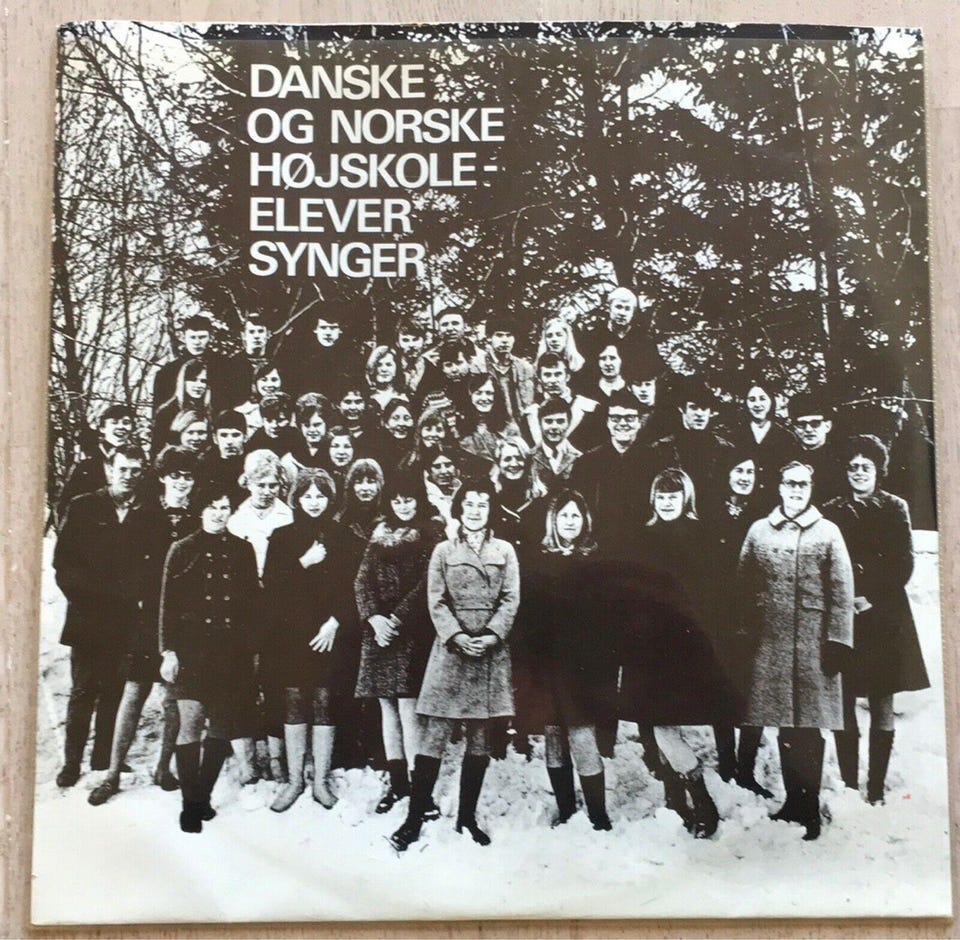 DANSKE
OG NORSKE
HØJSKOLE-
ELEVER
SYNGER